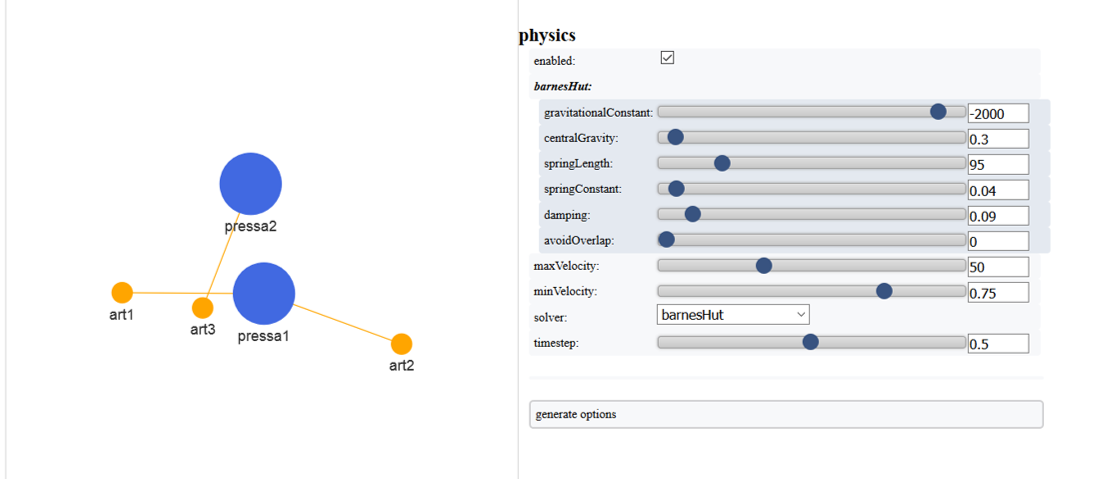 physics
enabled:
barnesHut:
gravitationalConstant: -2000
centralGravity: 0.3
springLength: 95
springConstant: 0.04
damping: 0.09
avoidOverlap: 0
maxVelocity: 50
minVelocity: 0.75
solver: barnesHut
timestep: 0.5
generate options
pressa2
art1
art3
pressa1
art2